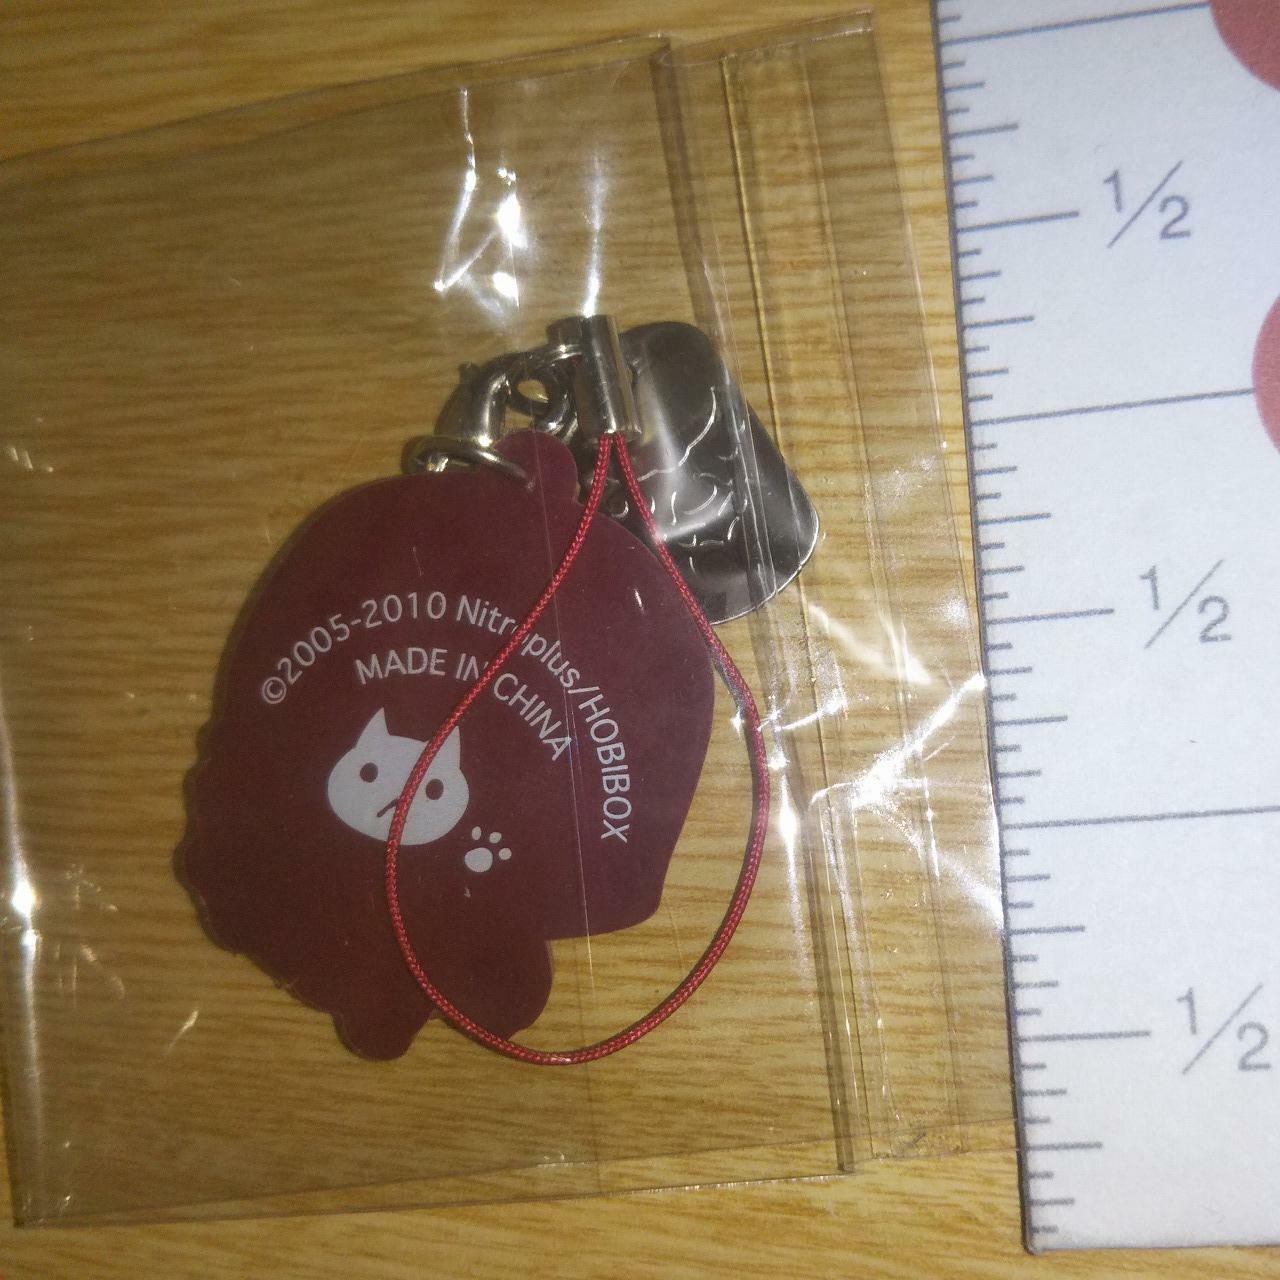 ©2005-2010 Nitroplus/HOBIBOX
MADE IN CHINA
1/2
1/2
1/2